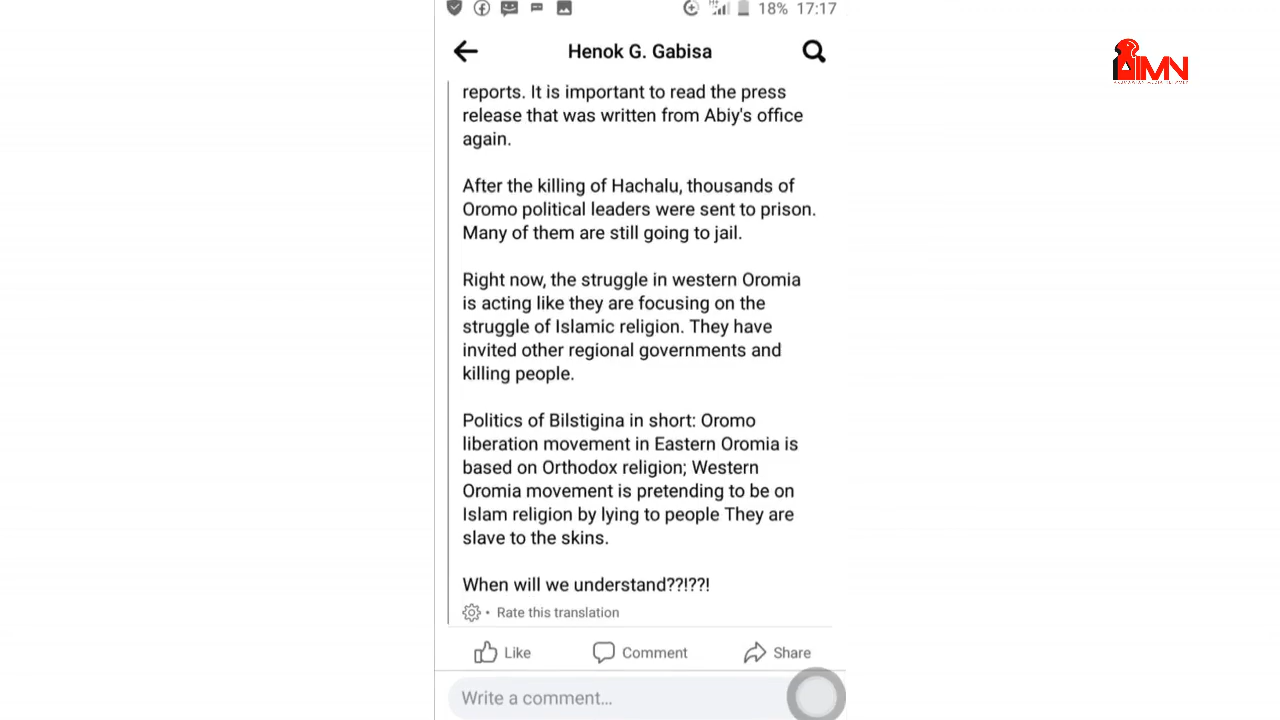 18% 17:17
Henok G. Gabisa
IMN
reports. It is important to read the press
release that was written from Abiy's office
again.
After the killing of Hachalu, thousands of
Oromo political leaders were sent to prison.
Many of them are still going to jail.
Right now, the struggle in western Oromia
is acting like they are focusing on the
struggle of Islamic religion. They have
invited other regional governments and
killing people.
Politics of Bilstigina in short: Oromo
liberation movement in Eastern Oromia is
based on Orthodox religion; Western
Oromia movement is pretending to be on
Islam religion by lying to people They are
slave to the skins.
When will we understand??!??!
• Rate this translation
Like Comment Share
Write a comment...